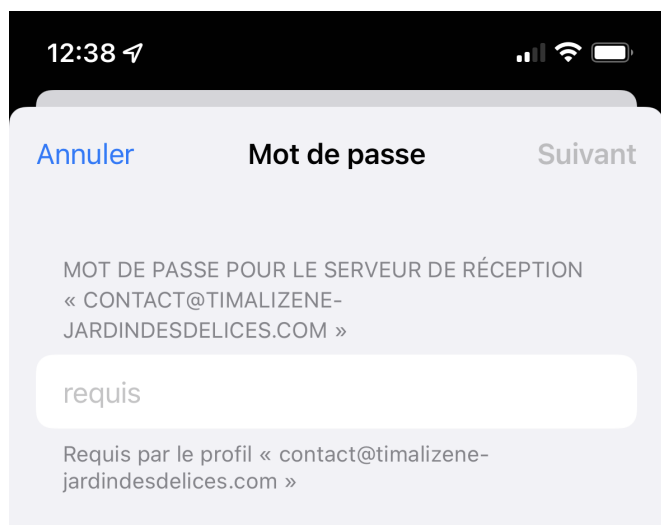 12:38
Annuler Mot de passe Suivant
MOT DE PASSE POUR LE SERVEUR DE RÉCEPTION
« CONTACT@TIMALIZENE-
JARDINDESDELICES.COM »
requis
Requis par le profil « contact@timalizene-
jardindesdelices.com »